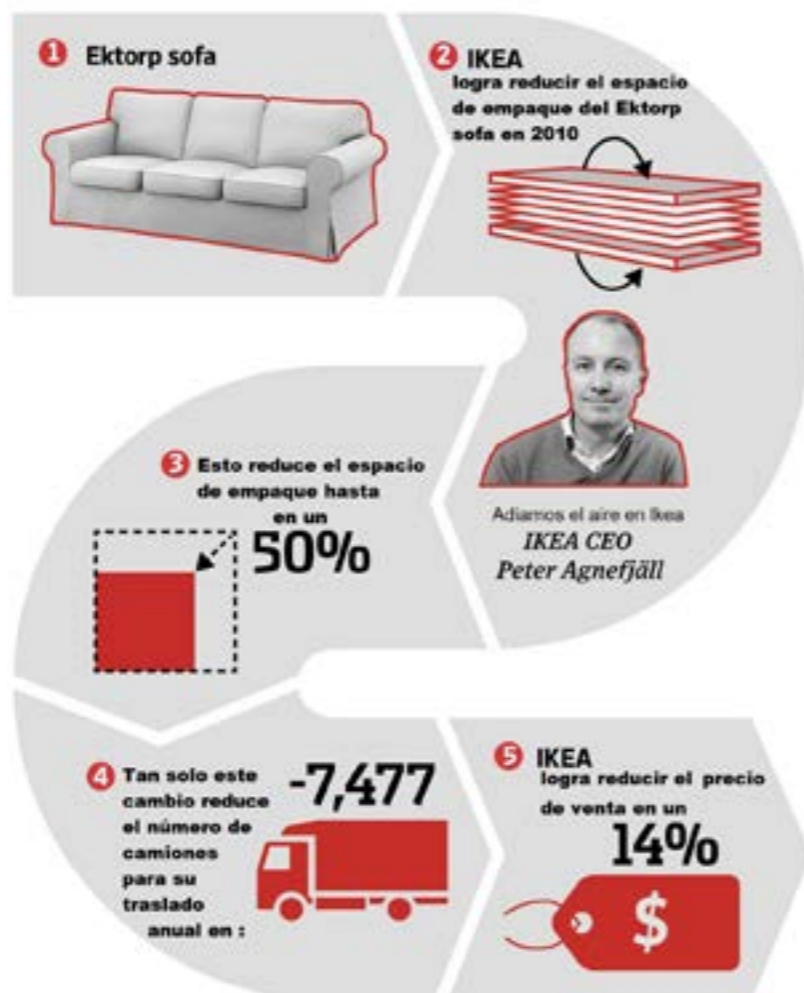 1 Ektorp sofa
2 IKEA
logra reducir el espacio
de empaque del Ektorp
sofa en 2010
Adiamos el aire en Ikea
IKEA CEO
Peter Agnefjäll
3 Esto reduce el espacio
de empaque hasta
en un
50%
4 Tan solo este
cambio reduce
el número de
camiones
para su
traslado
anual en :
-7,477
5 IKEA
logra reducir el precio
de venta en un
14%
$